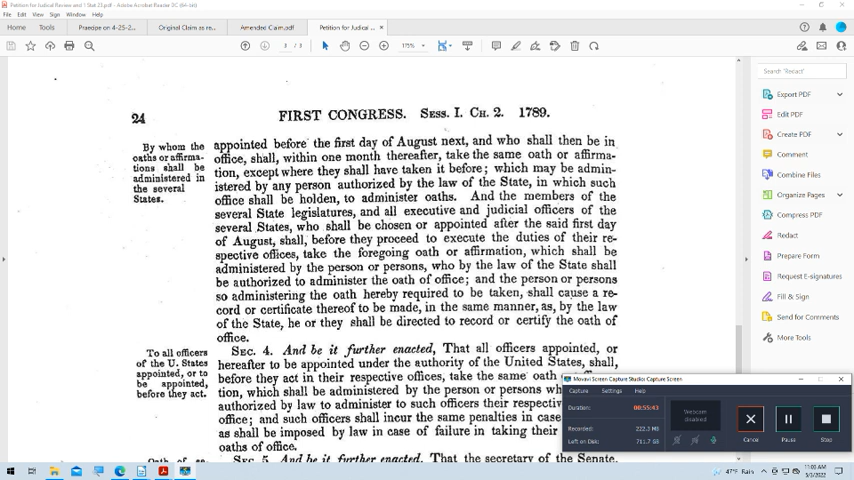 Petition for Judicial Review and 1 Stat 23.pdf - Adobe Acrobat Reader DC (64-bit)
File Edit View Sign Window Help
Home Tools Praedpe on 4-25-2... Original Claim as re... Amended Claim.pdf Petition for Judicial ... ×
3 / 3 175%
24 FIRST CONGRESS. Sess. I. Ch. 2. 1789.
By whom the
oaths or affirma-
tions shall be
administered in
the several
States.
appointed before the first day of August next, and who shall then be in
office, shall, within one month thereafter, take the same oath or affirma-
tion, except where they shall have taken it before; which may be admin-
istered by any person authorized by the law of the State, in which such
office shall be holden, to administer oaths. And the members of the
several State legislatures, and all executive and judicial officers of the
several States, who shall be chosen or appointed after the said first day
of August, shall, before they proceed to execute the duties of their re-
spective offices, take the foregoing oath or affirmation, which shall be
administered by the person or persons, who by the law of the State shall
be authorized to administer the oath of office; and the person or persons
so administering the oath hereby required to be taken, shall cause a re-
cord or certificate thereof to be made, in the same manner, as, by the law
of the State, he or they shall be directed to record or certify the oath of
office.
To all officers
of the U. States
appointed, or to
be appointed,
before they act.
Sec. 4. And be it further enacted, That all officers appointed, or
hereafter to be appointed under the authority of the United States, shall,
before they act in their respective offices, take the same oath
tion, which shall be administered by the person or persons
authorized by law to administer to such officers their respecti
office; and such officers shall incur the same penalties in case
as shall be imposed by law in case of failure in taking their
oaths of office.
Sec. 5. And be it further enacted, That the secretary of the Senate,
Search 'Redact'
Export PDF
Edit PDF
Create PDF
Comment
Combine Files
Organize Pages
Compress PDF
Redact
Prepare Form
Request E-signatures
Fill & Sign
Send for Comments
More Tools
Movavi Screen Capture Studio: Capture Screen
Capture Settings Help
Duration: 00:55:43
Recorded: 222.3 MB
Left on Disk: 711.7 GB
Webcam
disabled
Cancel Pause Stop
47°F Rain
11:05 AM
5/3/2022